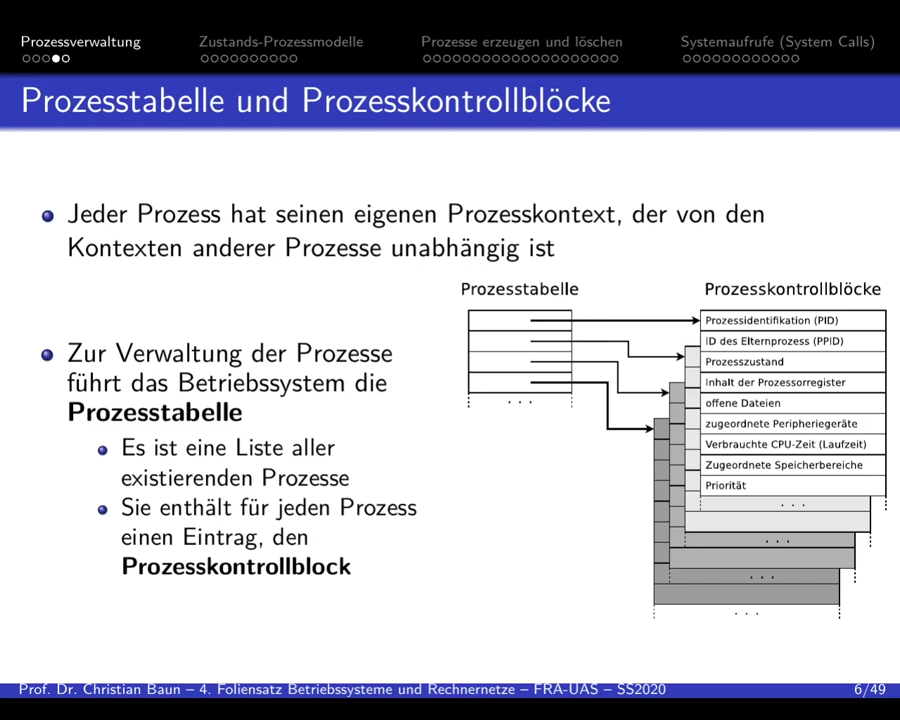 Prozessverwaltung
Zustands-Prozessmodelle
Prozesse erzeugen und löschen
Systemaufrufe (System Calls)
Prozesstabelle und Prozesskontrollblöcke
Jeder Prozess hat seinen eigenen Prozesskontext, der von den
Kontexten anderer Prozesse unabhängig ist
Zur Verwaltung der Prozesse
führt das Betriebssystem die
Prozesstabelle
Es ist eine Liste aller
existierenden Prozesse
Sie enthält für jeden Prozess
einen Eintrag, den
Prozesskontrollblock
Prozesstabelle
. . .
Prozesskontrollblöcke
Prozessidentifikation (PID)
ID des Elternprozess (PPID)
Prozesszustand
Inhalt der Prozessorregister
offene Dateien
zugeordnete Peripheriegeräte
Verbrauchte CPU-Zeit (Laufzeit)
Zugeordnete Speicherbereiche
Priorität
. . .
. . .
. . .
. . .
Prof. Dr. Christian Baun – 4. Foliensatz Betriebssysteme und Rechnernetze – FRA-UAS – SS2020
6/49